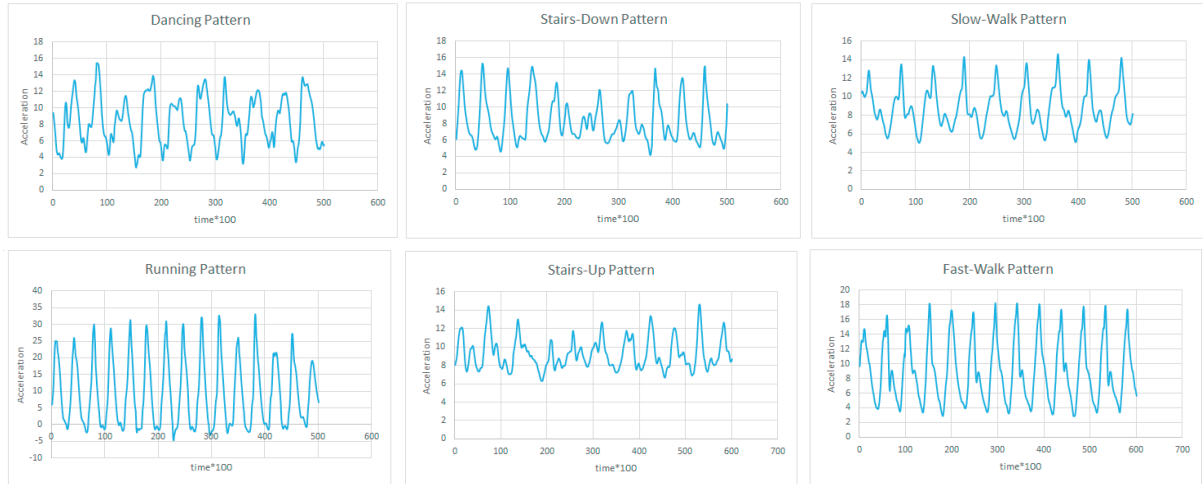 Dancing Pattern
18
16
14
12
10
8
6
4
2
0
Acceleration
0 100 200 300 400 500 600
time*100
Stairs-Down Pattern
18
16
14
12
10
8
6
4
2
0
Acceleration
0 100 200 300 400 500 600
time*100
Slow-Walk Pattern
16
14
12
10
8
6
4
2
0
Acceleration
0 100 200 300 400 500 600
time*100
Running Pattern
40
35
30
25
20
15
10
5
0
-5
-10
Acceleration
0 100 200 300 400 500 600
time*100
Stairs-Up Pattern
16
14
12
10
8
6
4
2
0
Acceleration
0 100 200 300 400 500 600 700
time*100
Fast-Walk Pattern
20
18
16
14
12
10
8
6
4
2
0
Acceleration
0 100 200 300 400 500 600 700
time*100